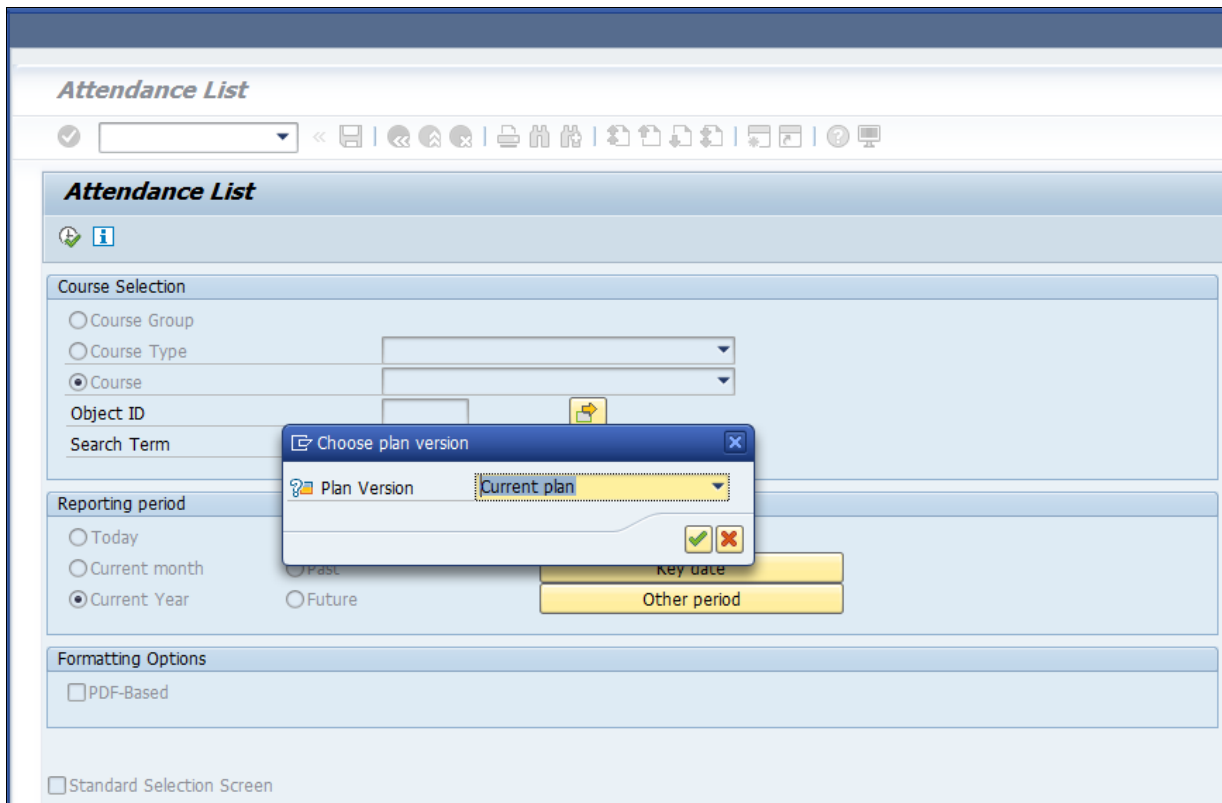 Attendance List
Attendance List
Course Selection
Course Group
Course Type
Course
Object ID
Search Term
Choose plan version
Plan Version Current plan
Reporting period
Today
Current month Past Key date
Current Year Future Other period
Formatting Options
PDF-Based
Standard Selection Screen